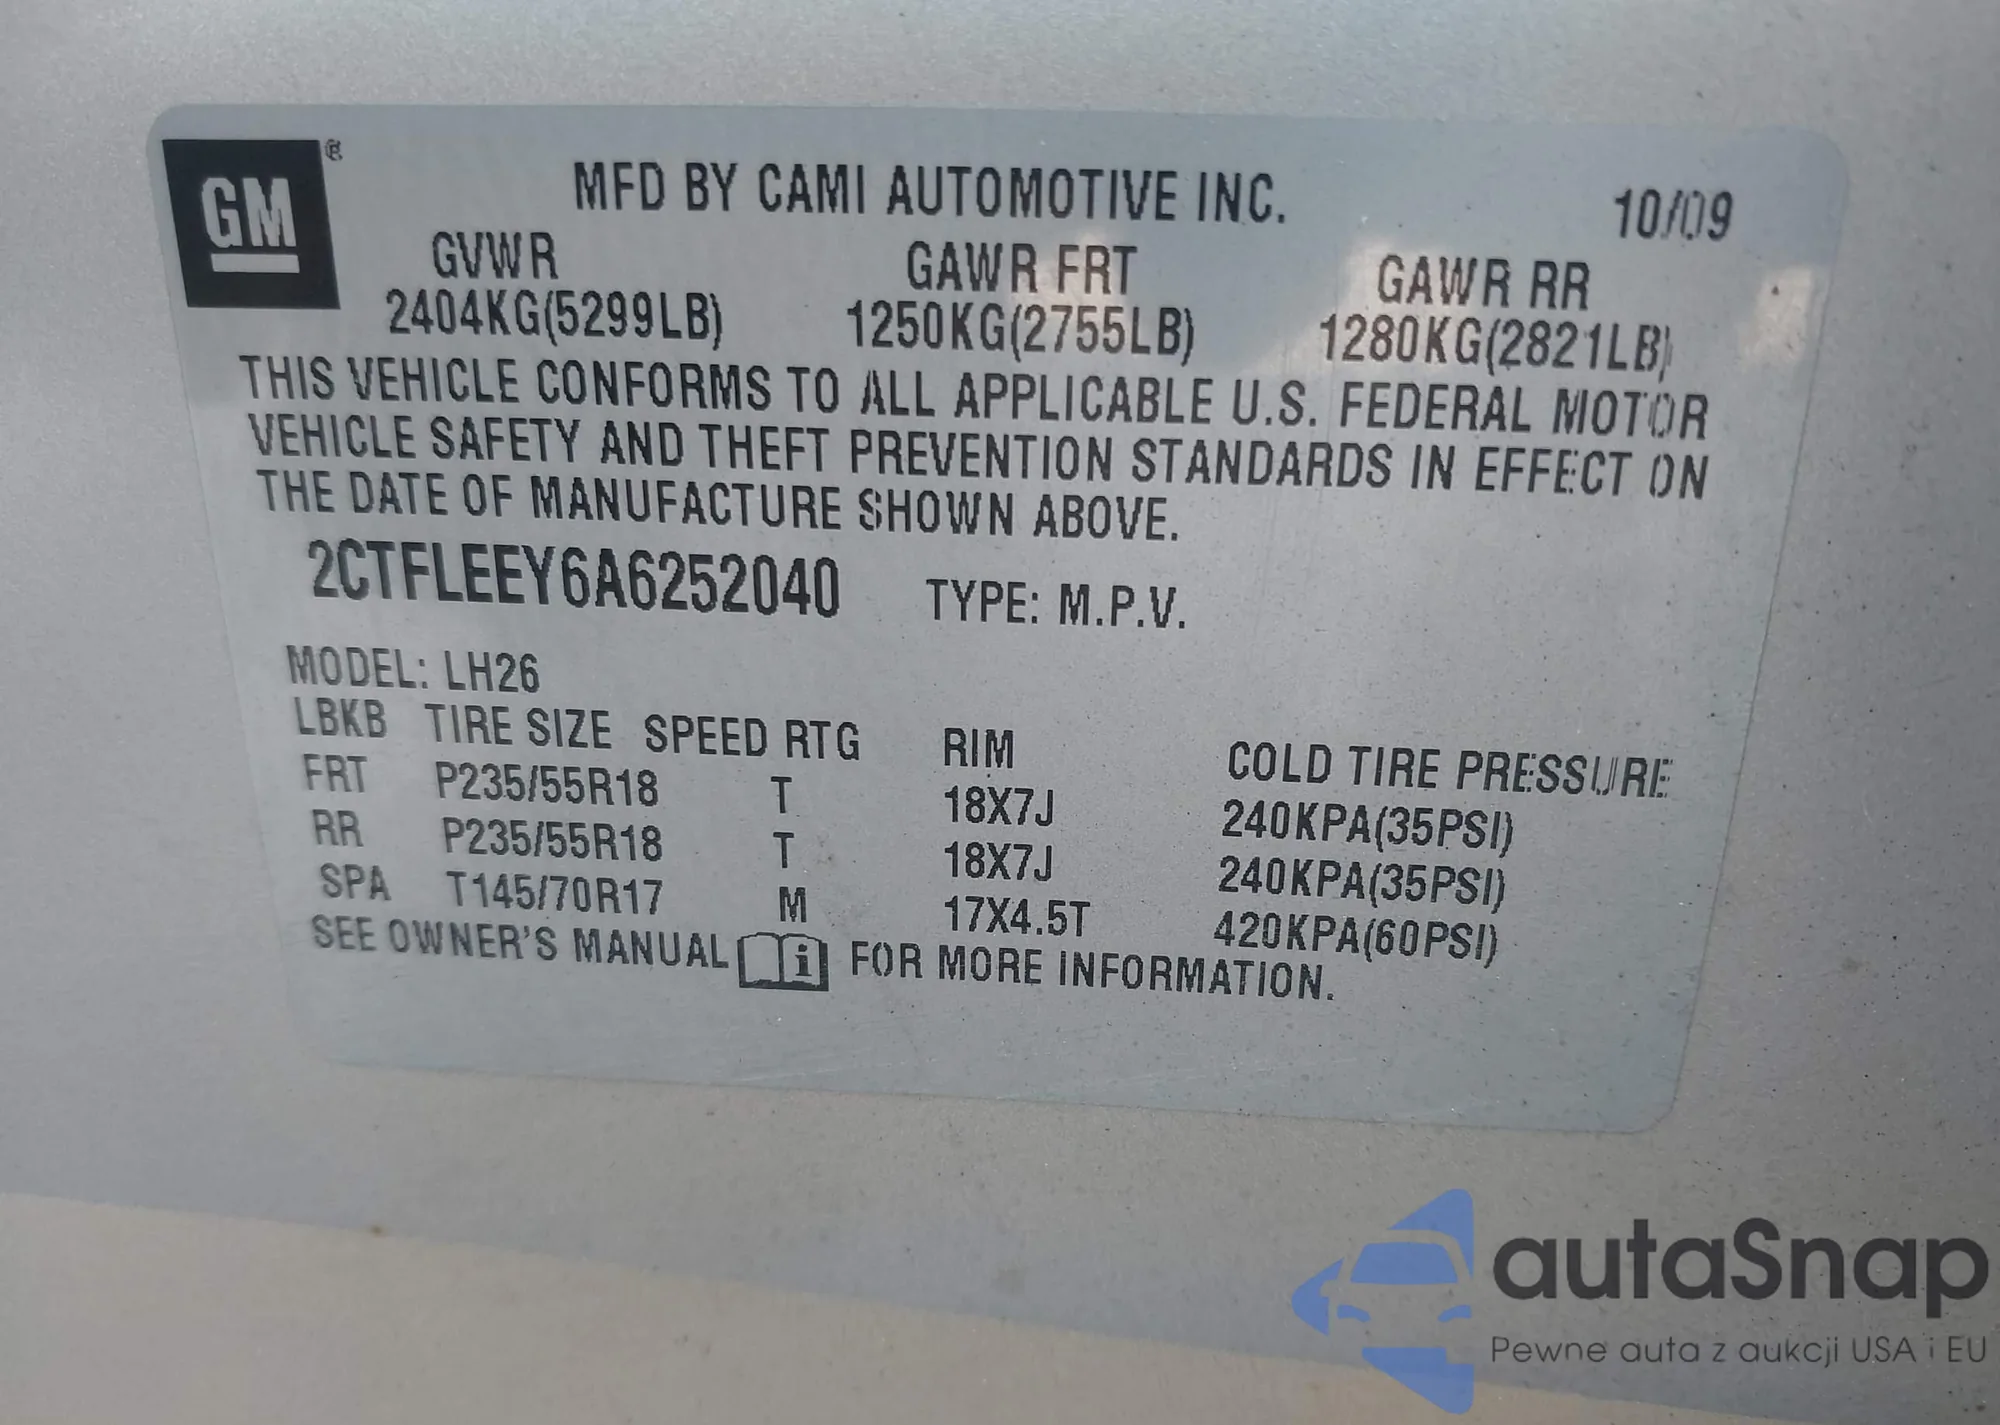 GM ®
MFD BY CAMI AUTOMOTIVE INC. 10/09
GVWR GAWR FRT GAWR RR
2404KG(5299LB) 1250KG(2755LB) 1280KG(2821LB)
THIS VEHICLE CONFORMS TO ALL APPLICABLE U.S. FEDERAL MOTOR
VEHICLE SAFETY AND THEFT PREVENTION STANDARDS IN EFFECT ON
THE DATE OF MANUFACTURE SHOWN ABOVE.
2CTFLEEY6A6252040 TYPE: M.P.V.
MODEL: LH26
LBKB TIRE SIZE SPEED RTG RIM COLD TIRE PRESSURE
FRT P235/55R18 T 18X7J 240KPA(35PSI)
RR P235/55R18 T 18X7J 240KPA(35PSI)
SPA T145/70R17 M 17X4.5T 420KPA(60PSI)
SEE OWNER'S MANUAL i FOR MORE INFORMATION.
autaSnap
Pewne auta z aukcji USA i EU